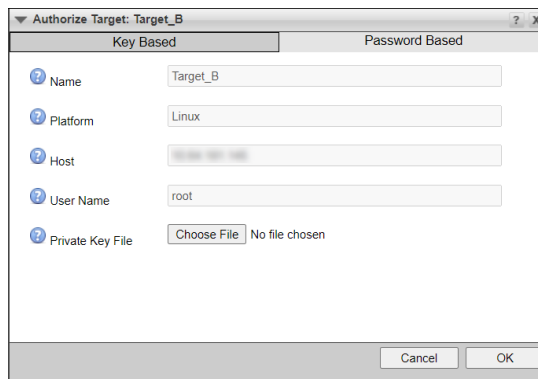 Authorize Target: Target_B ? X
Key Based Password Based
? Name Target_B
? Platform Linux
? Host
? User Name root
? Private Key File Choose File No file chosen
Cancel OK